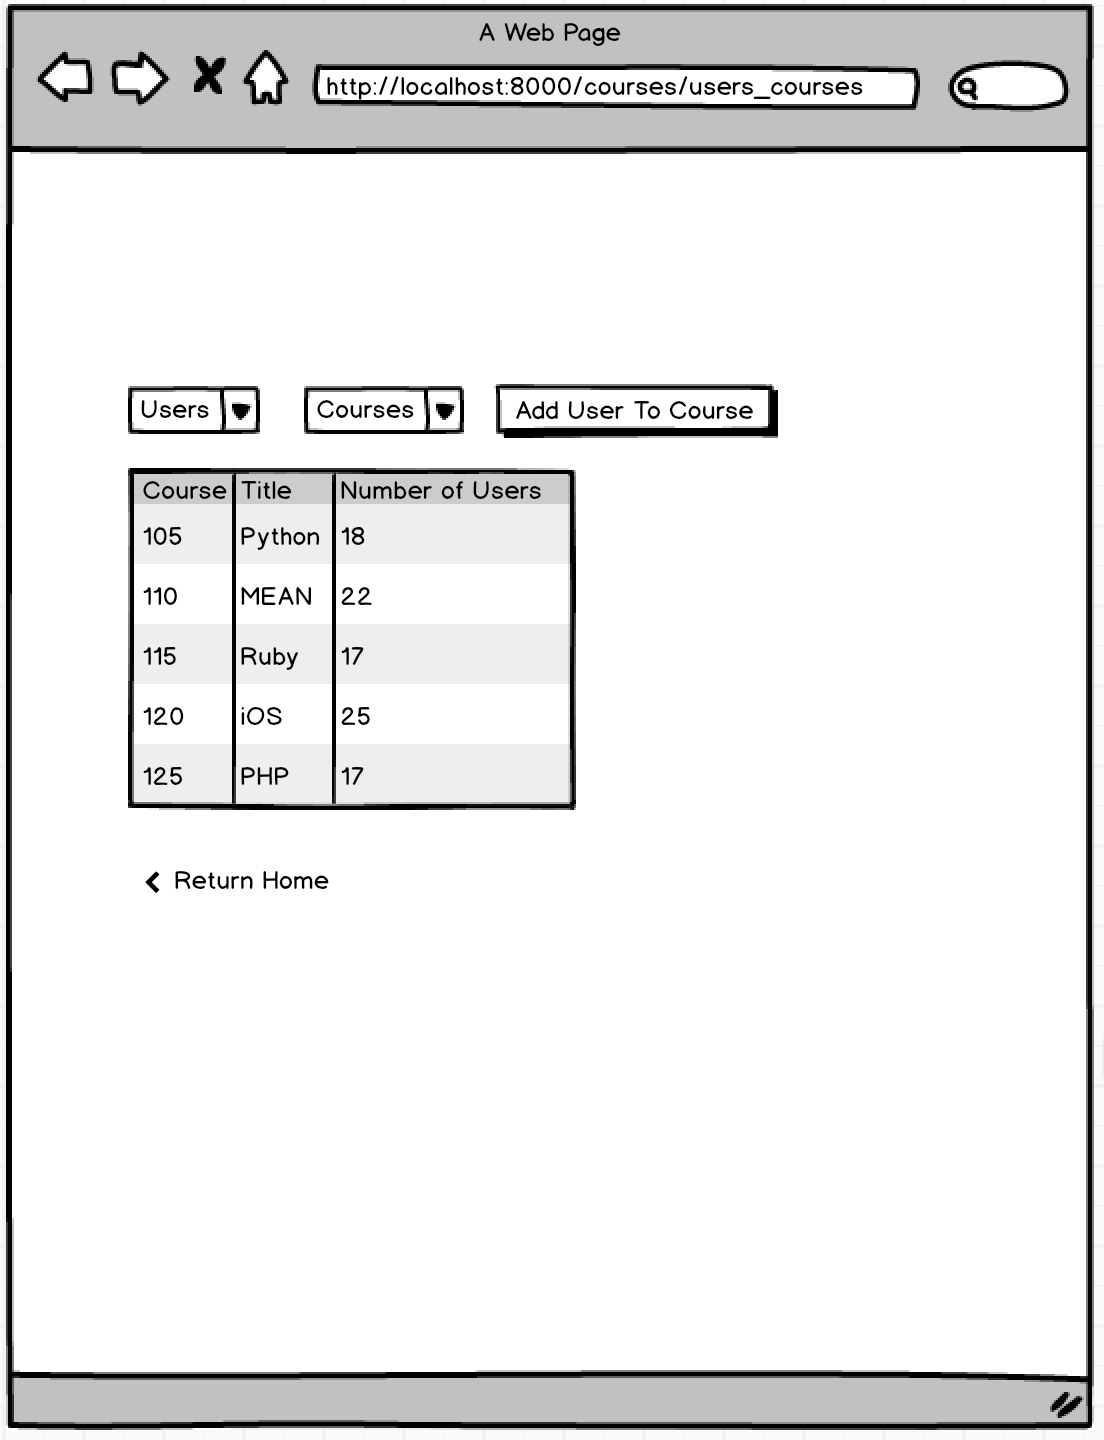 A Web Page
http://localhost:8000/courses/users_courses
Users Courses Add User To Course
Course Title Number of Users
105 Python 18
110 MEAN 22
115 Ruby 17
120 iOS 25
125 PHP 17
Return Home